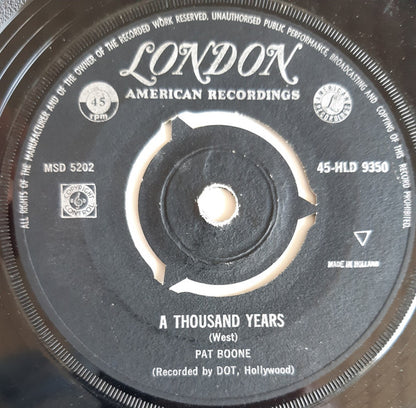 ALL RIGHTS OF THE MANUFACTURER AND OF THE OWNER OF THE RECORDED WORK RESERVED. UNAUTHORISED PUBLIC PERFORMANCE, BROADCASTING AND COPYING OF THIS RECORD PROHIBITED.
LONDON
AMERICAN RECORDINGS
45
rpm
MSD 5202
45-HLD 9350
MADE IN HOLLAND
A THOUSAND YEARS
(West)
PAT BOONE
(Recorded by DOT, Hollywood)